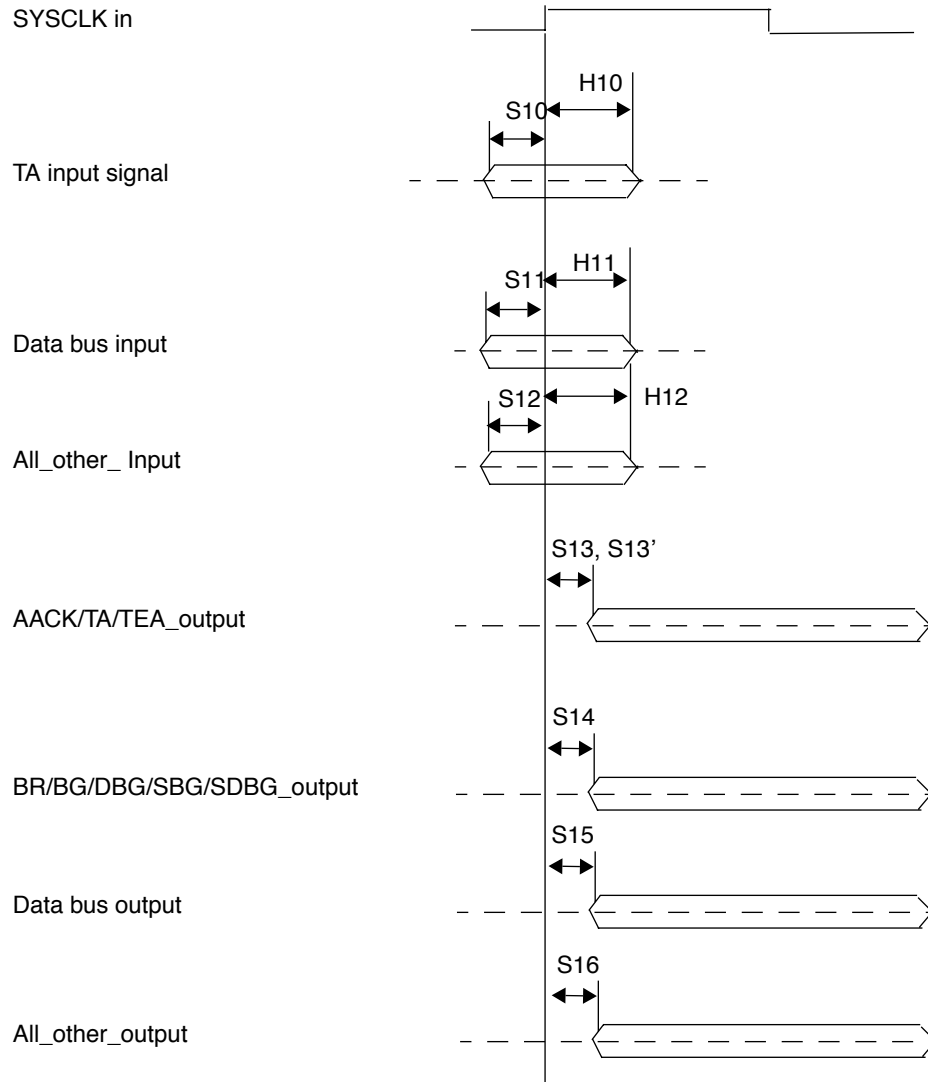 SYSCLK in
H10
S10
TA input signal
H11
S11
Data bus input
S12
H12
All_other_ Input
S13, S13’
AACK/TA/TEA_output
S14
BR/BG/DBG/SBG/SDBG_output
S15
Data bus output
S16
All_other_output